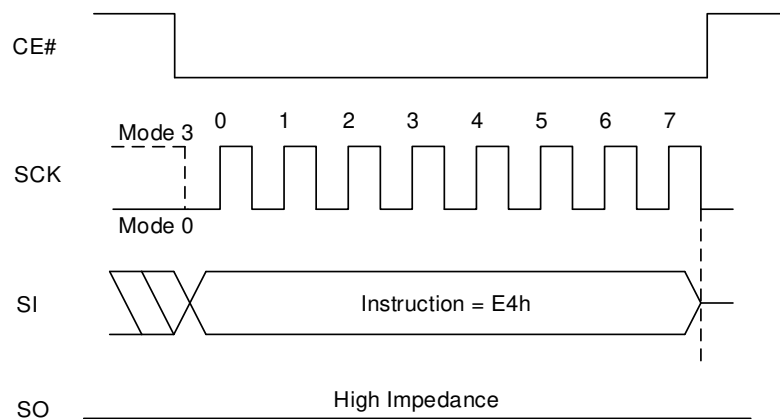 CE#
0 1 2 3 4 5 6 7
Mode 3
SCK
Mode 0
SI
Instruction = E4h
High Impedance
SO